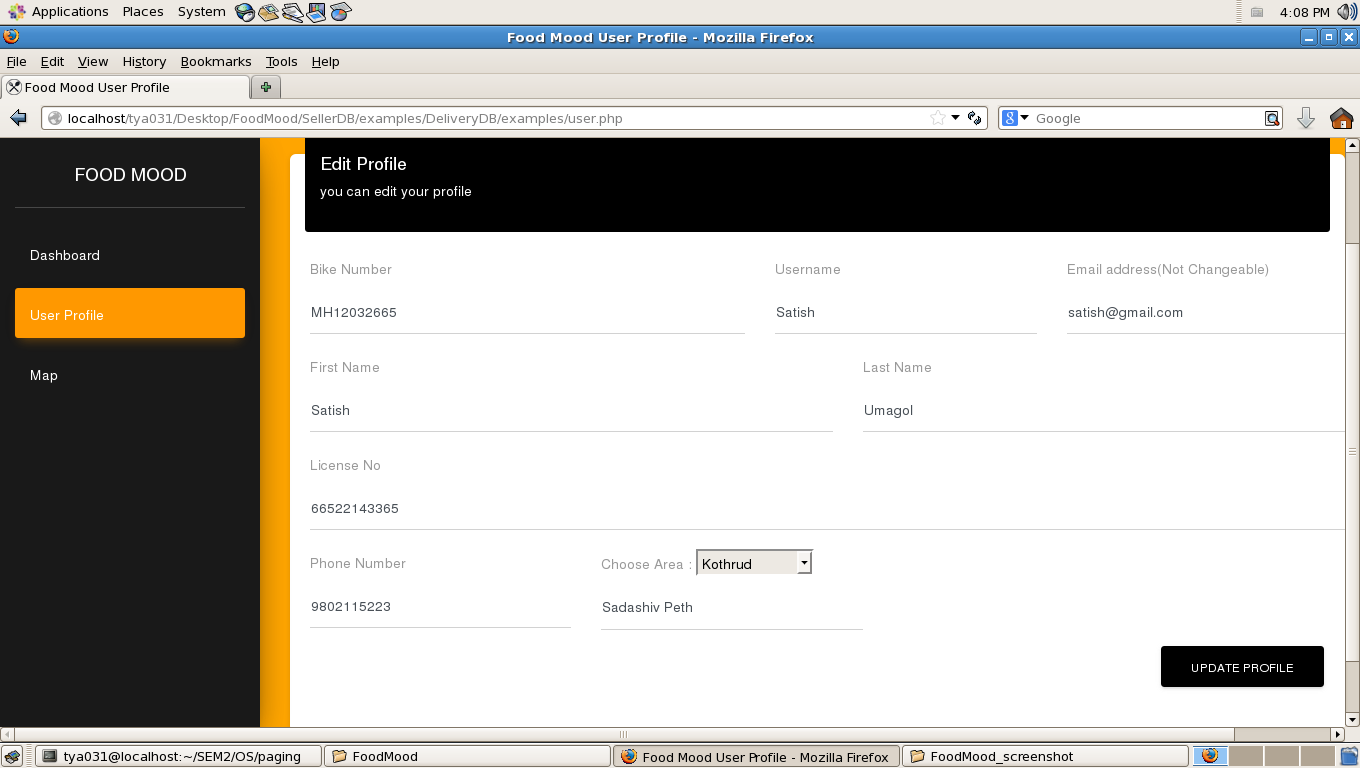 Applications Places System 4:08 PM
Food Mood User Profile - Mozilla Firefox
File Edit View History Bookmarks Tools Help
Food Mood User Profile
localhost/tya031/Desktop/FoodMood/SellerDB/examples/DeliveryDB/examples/user.php Google
FOOD MOOD
Dashboard
User Profile
Map
Edit Profile
you can edit your profile
Bike Number Username Email address(Not Changeable)
MH12032665 Satish satish@gmail.com
First Name Last Name
Satish Umagol
License No
66522143365
Phone Number Choose Area : Kothrud
9802115223 Sadashiv Peth
UPDATE PROFILE
tya031@localhost:~/SEM2/OS/paging FoodMood Food Mood User Profile - Mozilla Firefox FoodMood_screenshot